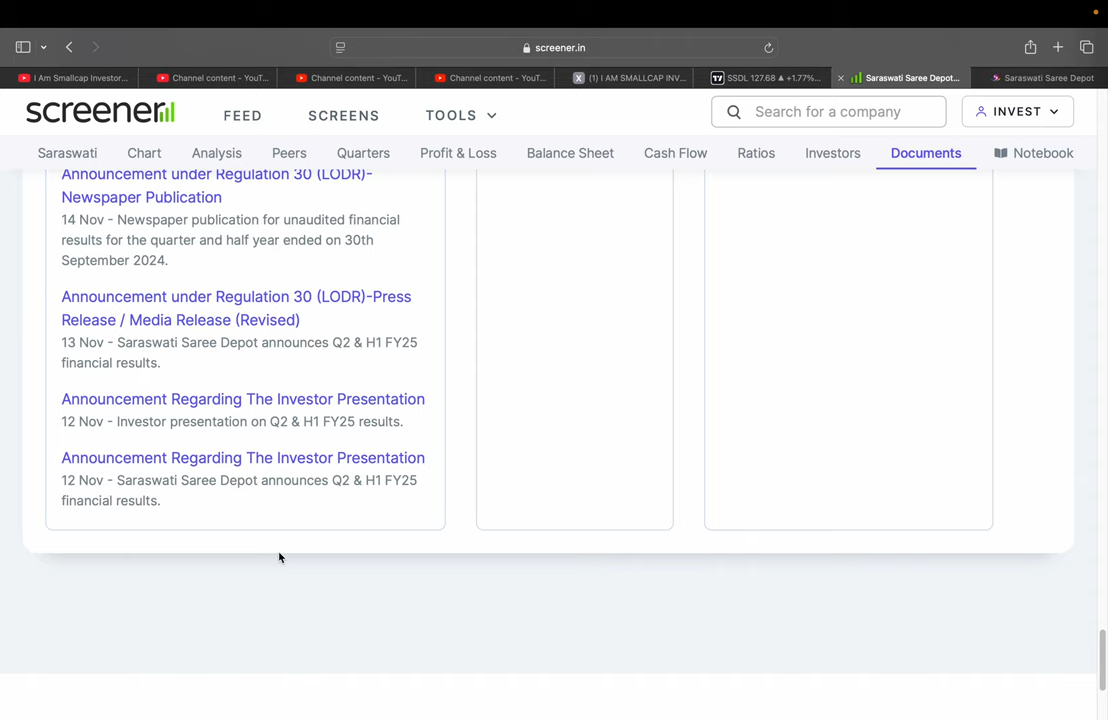 screener.in
I Am Smallcap Investor...
Channel content - YouT...
Channel content - YouT...
Channel content - YouT...
(1) I AM SMALLCAP INV...
SSDL 127.68 ▲ +1.77%...
Saraswati Saree Depot...
Saraswati Saree Depot
screener
FEED
SCREENS
TOOLS
Search for a company
INVEST
Saraswati
Chart
Analysis
Peers
Quarters
Profit & Loss
Balance Sheet
Cash Flow
Ratios
Investors
Documents
Notebook
Announcement under Regulation 30 (LODR)-
Newspaper Publication
14 Nov - Newspaper publication for unaudited financial
results for the quarter and half year ended on 30th
September 2024.
Announcement under Regulation 30 (LODR)-Press
Release / Media Release (Revised)
13 Nov - Saraswati Saree Depot announces Q2 & H1 FY25
financial results.
Announcement Regarding The Investor Presentation
12 Nov - Investor presentation on Q2 & H1 FY25 results.
Announcement Regarding The Investor Presentation
12 Nov - Saraswati Saree Depot announces Q2 & H1 FY25
financial results.